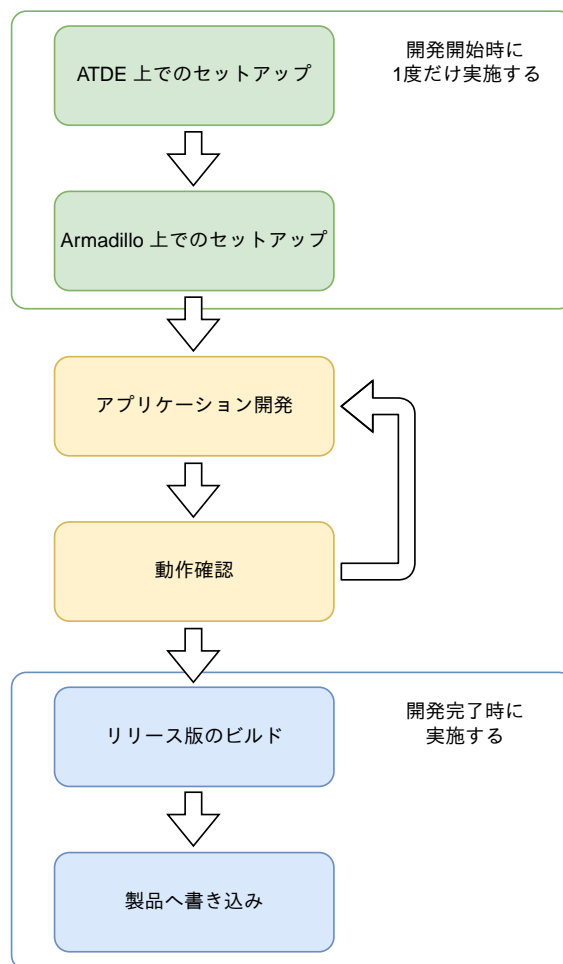 ATDE 上でのセットアップ
開発開始時に
1度だけ実施する
Armadillo 上でのセットアップ
アプリケーション開発
動作確認
リリース版のビルド
開発完了時に
実施する
製品へ書き込み